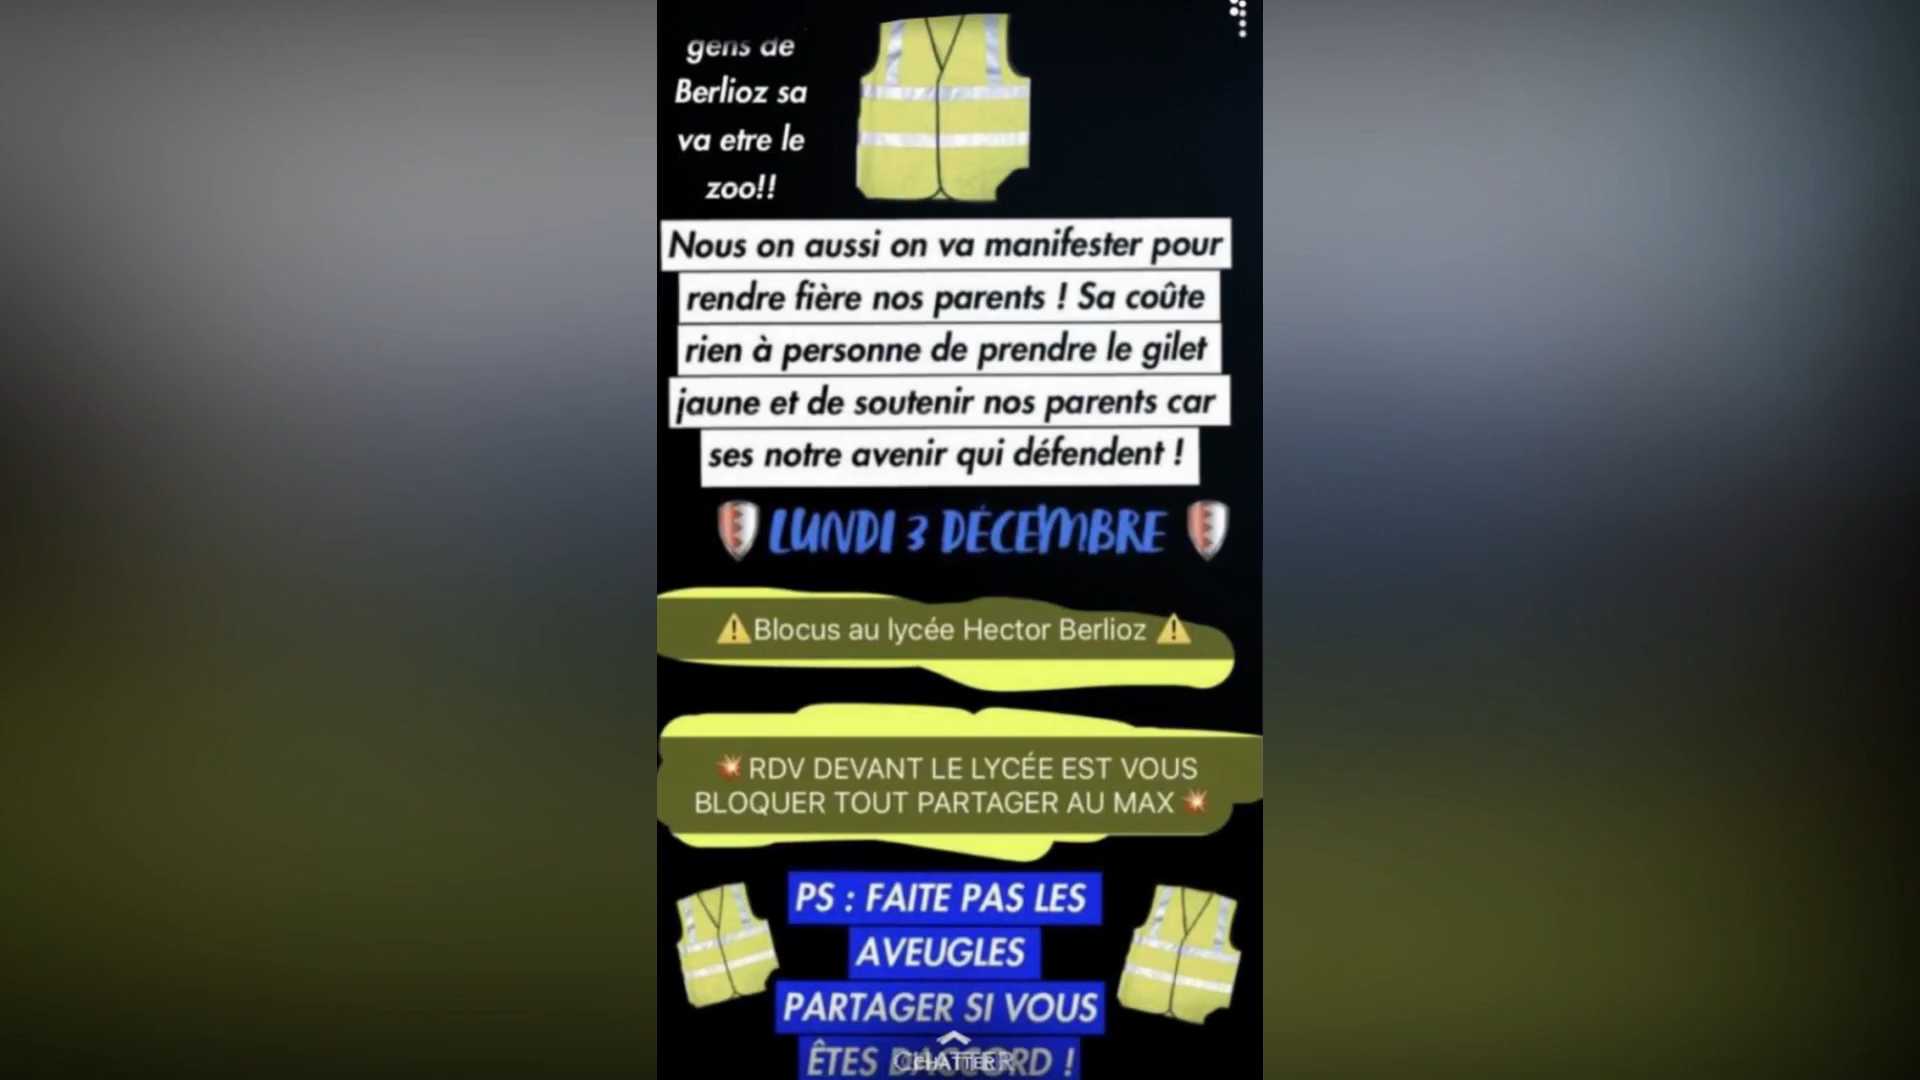 gens de
Berlioz sa
va etre le
zoo!!
Nous on aussi on va manifester pour
rendre fière nos parents ! Sa coûte
rien à personne de prendre le gilet
jaune et de soutenir nos parents car
ses notre avenir qui défendent !
LUNDI 3 DÉCEMBRE
⚠️Blocus au lycée Hector Berlioz ⚠️
💥RDV DEVANT LE LYCÉE EST VOUS
BLOQUER TOUT PARTAGER AU MAX💥
PS : FAITE PAS LES
AVEUGLES
PARTAGER SI VOUS
ÊTES DACCORD !
CHATTER